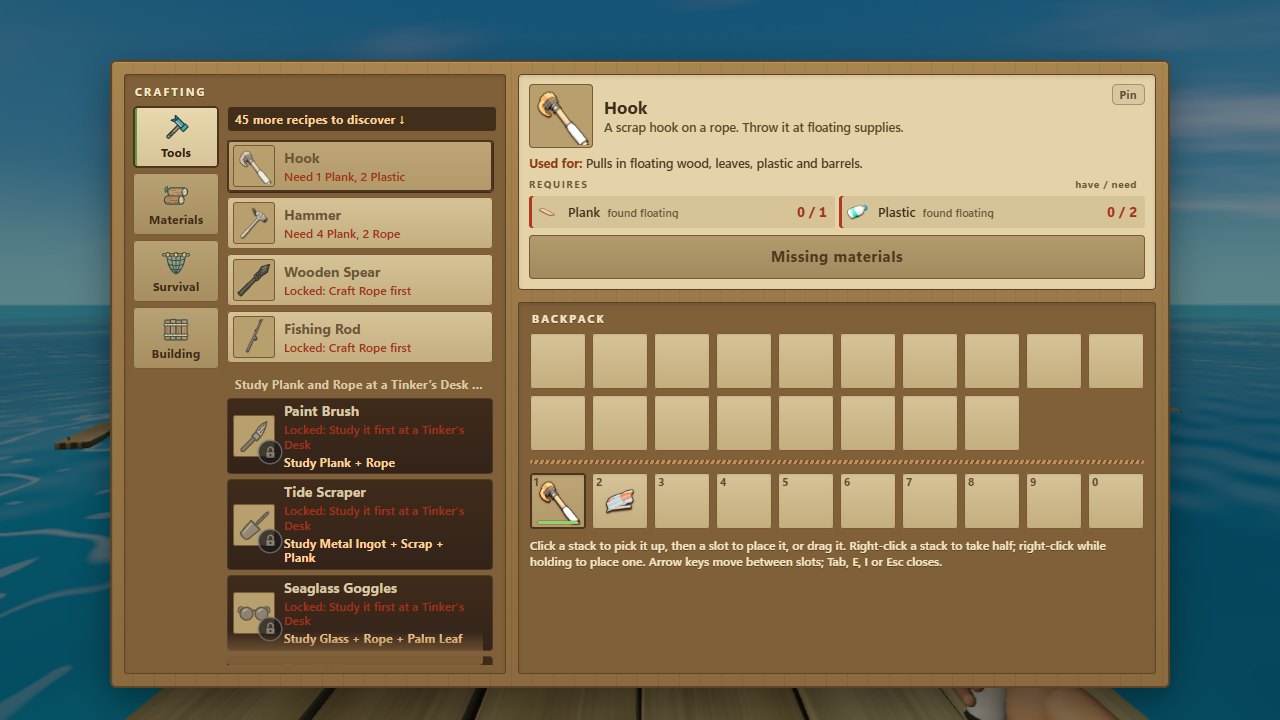 CRAFTING
Tools
Materials
Survival
Building
45 more recipes to discover ↓
Hook
Need 1 Plank, 2 Plastic
Hammer
Need 4 Plank, 2 Rope
Wooden Spear
Locked: Craft Rope first
Fishing Rod
Locked: Craft Rope first
Study Plank and Rope at a Tinker's Desk ...
Paint Brush
Locked: Study it first at a Tinker's
Desk
Study Plank + Rope
Tide Scraper
Locked: Study it first at a Tinker's
Desk
Study Metal Ingot + Scrap +
Plank
Seaglass Goggles
Locked: Study it first at a Tinker's
Desk
Study Glass + Rope + Palm Leaf
Hook
Pin
A scrap hook on a rope. Throw it at floating supplies.
Used for: Pulls in floating wood, leaves, plastic and barrels.
REQUIRES have / need
Plank found floating 0 / 1
Plastic found floating 0 / 2
Missing materials
BACKPACK
1 2 3 4 5 6 7 8 9 0
Click a stack to pick it up, then a slot to place it, or drag it. Right-click a stack to take half; right-click while
holding to place one. Arrow keys move between slots; Tab, E, I or Esc closes.